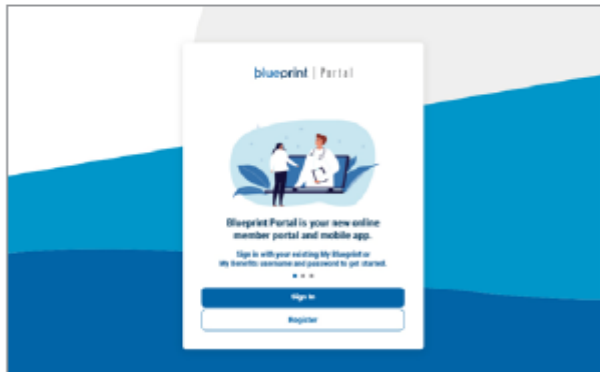 blueprint | Portal
Blueprint Portal is your new online
member portal and mobile app.
Sign in with your existing My Blueprint or
My Benefits username and password to get started.
Sign In
Register